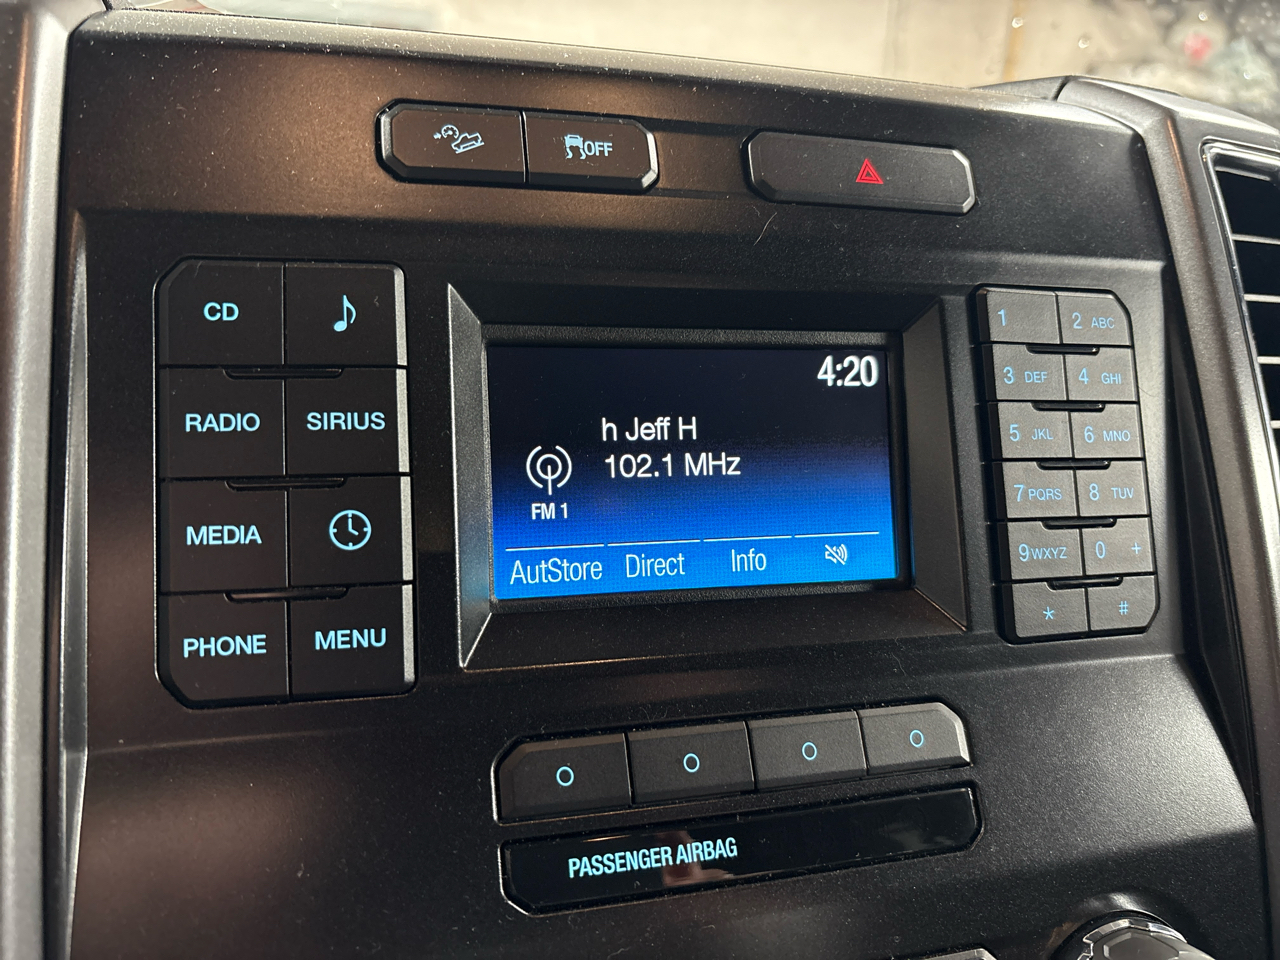 OFF
CD
RADIO
SIRIUS
MEDIA
PHONE
MENU
4:20
h Jeff H
102.1 MHz
FM 1
AutStore Direct Info
1
2 ABC
3 DEF
4 GHI
5 JKL
6 MNO
7 PQRS
8 TUV
9 WXYZ
0 +
*
#
PASSENGER AIRBAG